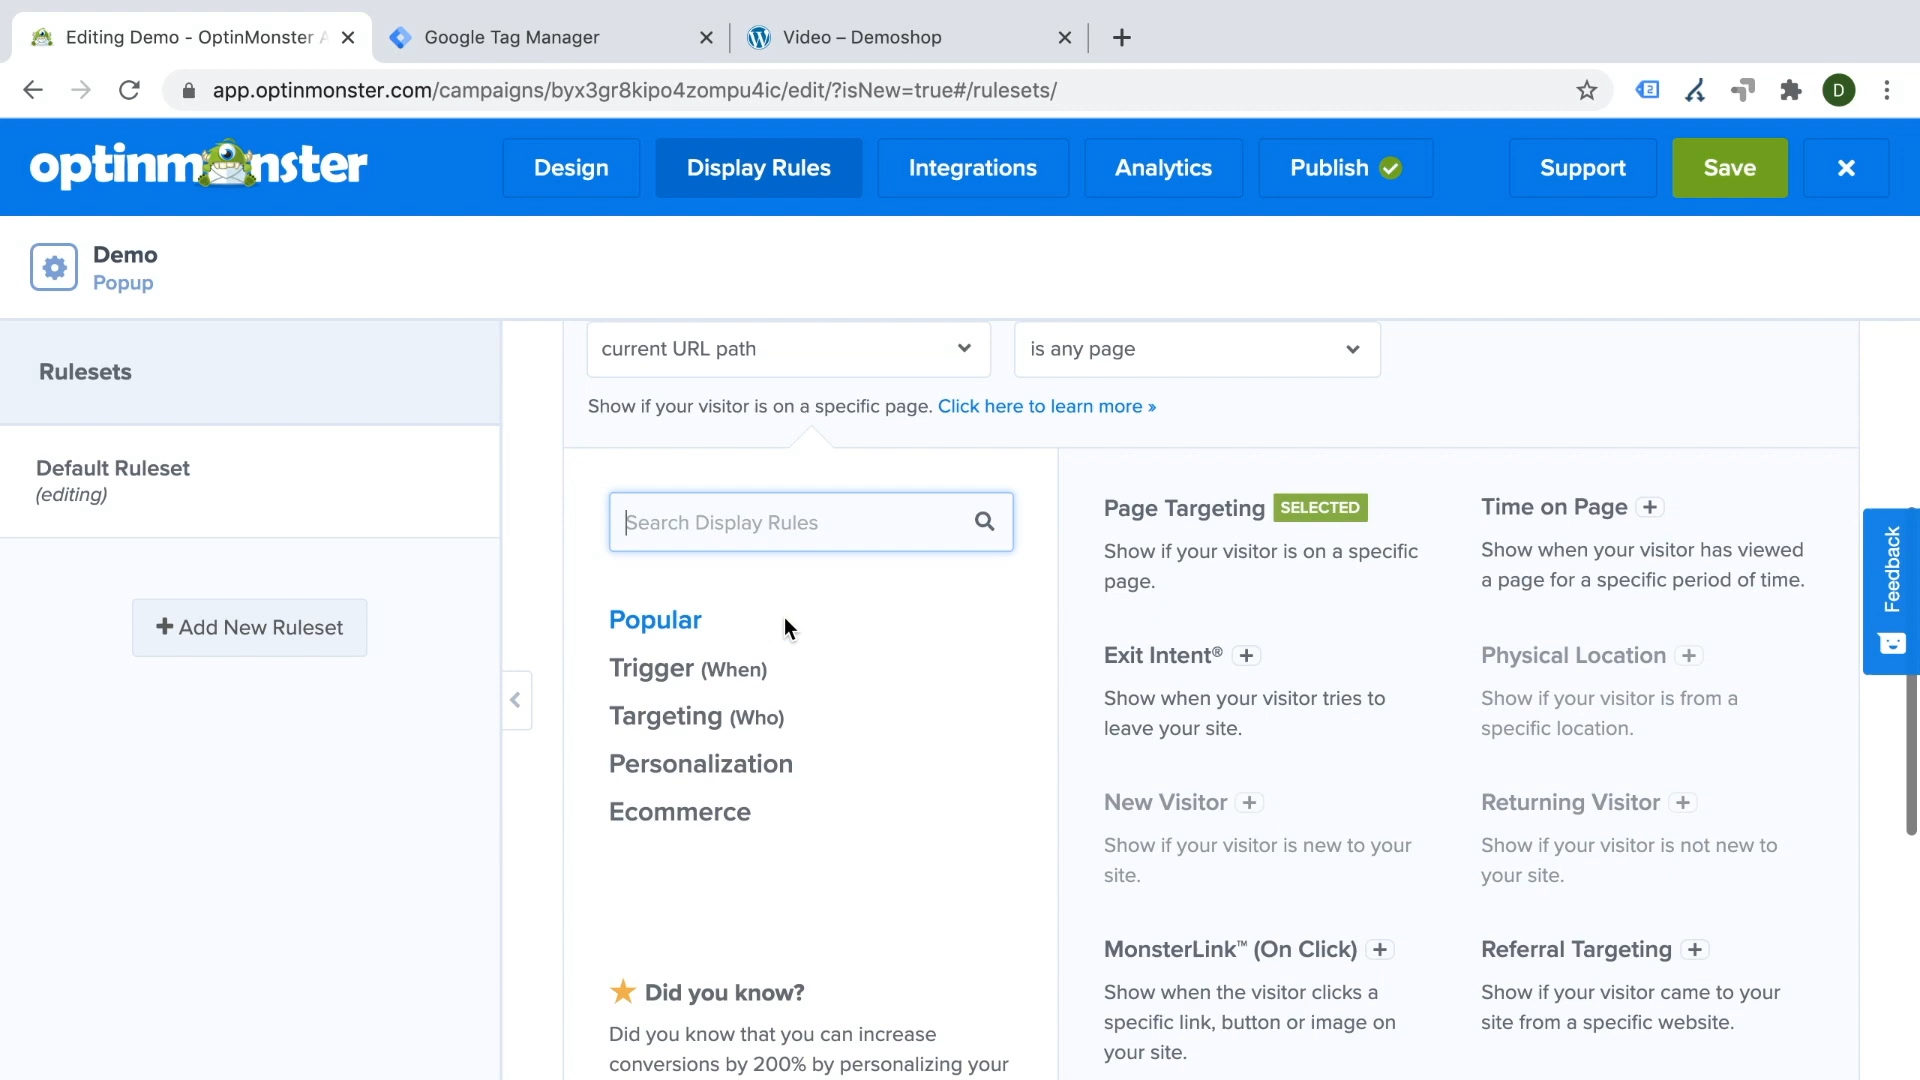 Editing Demo - OptinMonster A
Google Tag Manager
Video – Demoshop
app.optinmonster.com/campaigns/byx3gr8kipo4zompu4ic/edit/?isNew=true#/rulesets/
2
D
optinmonster
Design
Display Rules
Integrations
Analytics
Publish
Support
Save
Demo
Popup
Rulesets
Default Ruleset
(editing)
+ Add New Ruleset
current URL path
is any page
Show if your visitor is on a specific page. Click here to learn more »
Search Display Rules
Popular
Trigger (When)
Targeting (Who)
Personalization
Ecommerce
Did you know?
Did you know that you can increase
conversions by 200% by personalizing your
Page Targeting SELECTED
Show if your visitor is on a specific
page.
Time on Page +
Show when your visitor has viewed
a page for a specific period of time.
Exit Intent® +
Show when your visitor tries to
leave your site.
Physical Location +
Show if your visitor is from a
specific location.
New Visitor +
Show if your visitor is new to your
site.
Returning Visitor +
Show if your visitor is not new to
your site.
MonsterLink™ (On Click) +
Show when the visitor clicks a
specific link, button or image on
your site.
Referral Targeting +
Show if your visitor came to your
site from a specific website.
Feedback